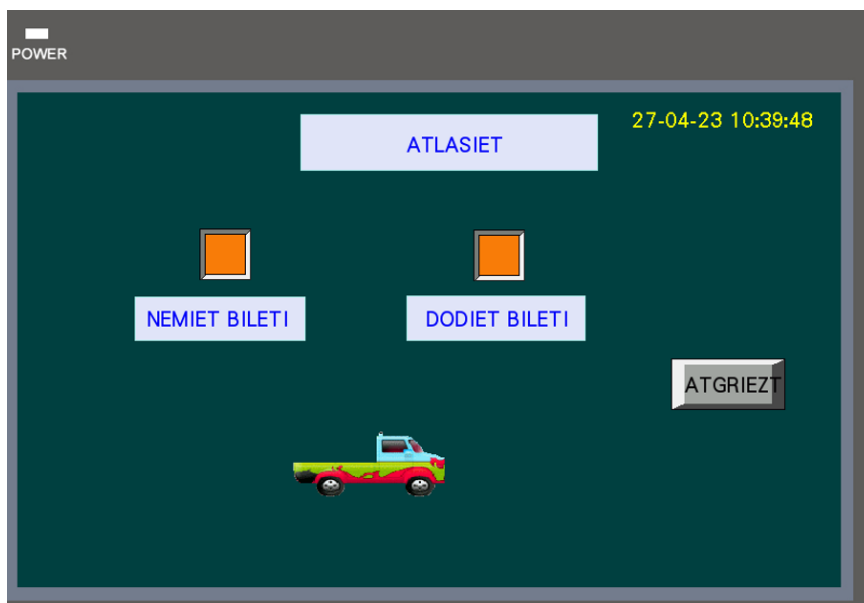 POWER
27-04-23 10:39:48
ATLASIET
NEMIET BILETI
DODIET BILETI
ATGRIEZT